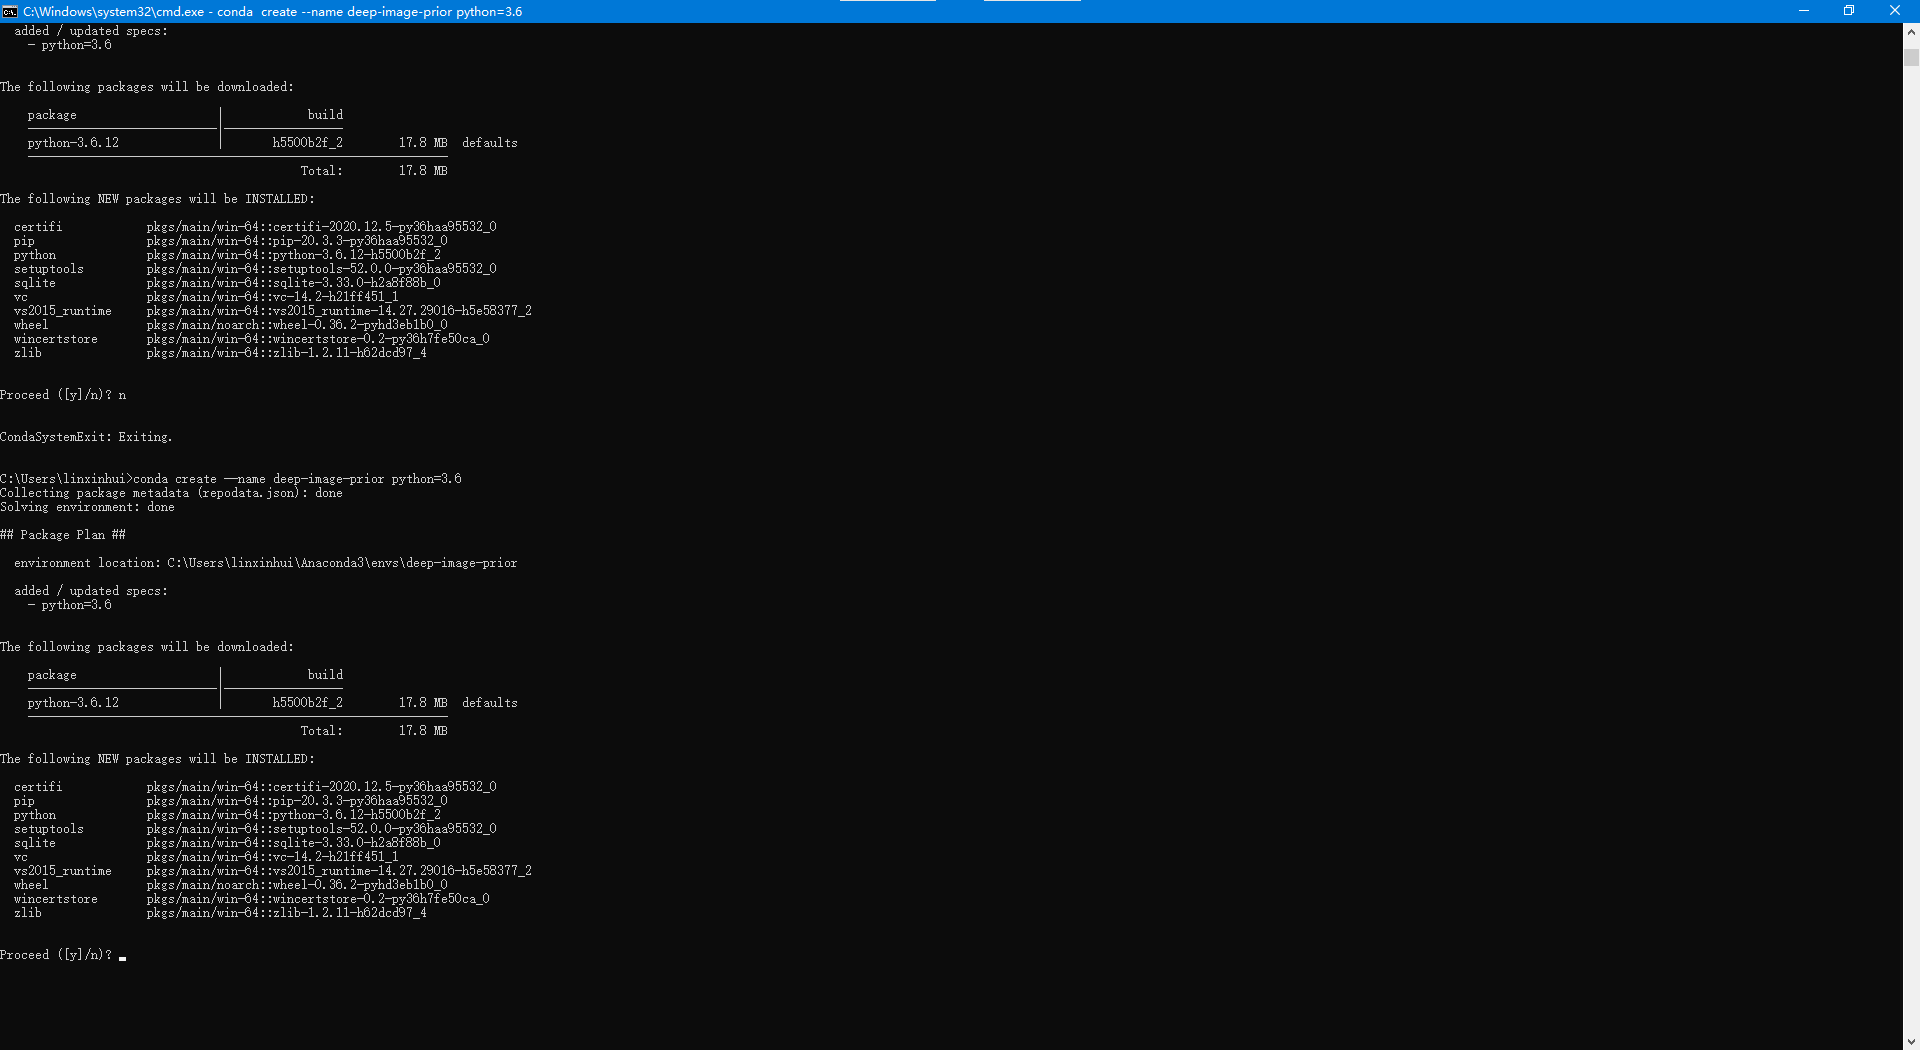 C:\Windows\system32\cmd.exe - conda  create --name deep-image-prior python=3.6
  added / updated specs:
    - python=3.6
The following packages will be downloaded:
    package                    |            build
    ---------------------------|-----------------
    python-3.6.12              |       h5500b2f_2        17.8 MB  defaults
    ------------------------------------------------------------
                                           Total:        17.8 MB
The following NEW packages will be INSTALLED:
  certifi            pkgs/main/win-64::certifi-2020.12.5-py36haa95532_0
  pip                pkgs/main/win-64::pip-20.3.3-py36haa95532_0
  python             pkgs/main/win-64::python-3.6.12-h5500b2f_2
  setuptools         pkgs/main/win-64::setuptools-52.0.0-py36haa95532_0
  sqlite             pkgs/main/win-64::sqlite-3.33.0-h2a8f88b_0
  vc                 pkgs/main/win-64::vc-14.2-h21ff451_1
  vs2015_runtime     pkgs/main/win-64::vs2015_runtime-14.27.29016-h5e58377_2
  wheel              pkgs/main/noarch::wheel-0.36.2-pyhd3eb1b0_0
  wincertstore       pkgs/main/win-64::wincertstore-0.2-py36h7fe50ca_0
  zlib               pkgs/main/win-64::zlib-1.2.11-h62dcd97_4
Proceed ([y]/n)? n
CondaSystemExit: Exiting.
C:\Users\linxinhui>conda create --name deep-image-prior python=3.6
Collecting package metadata (repodata.json): done
Solving environment: done
## Package Plan ##
  environment location: C:\Users\linxinhui\Anaconda3\envs\deep-image-prior
  added / updated specs:
    - python=3.6
The following packages will be downloaded:
    package                    |            build
    ---------------------------|-----------------
    python-3.6.12              |       h5500b2f_2        17.8 MB  defaults
    ------------------------------------------------------------
                                           Total:        17.8 MB
The following NEW packages will be INSTALLED:
  certifi            pkgs/main/win-64::certifi-2020.12.5-py36haa95532_0
  pip                pkgs/main/win-64::pip-20.3.3-py36haa95532_0
  python             pkgs/main/win-64::python-3.6.12-h5500b2f_2
  setuptools         pkgs/main/win-64::setuptools-52.0.0-py36haa95532_0
  sqlite             pkgs/main/win-64::sqlite-3.33.0-h2a8f88b_0
  vc                 pkgs/main/win-64::vc-14.2-h21ff451_1
  vs2015_runtime     pkgs/main/win-64::vs2015_runtime-14.27.29016-h5e58377_2
  wheel              pkgs/main/noarch::wheel-0.36.2-pyhd3eb1b0_0
  wincertstore       pkgs/main/win-64::wincertstore-0.2-py36h7fe50ca_0
  zlib               pkgs/main/win-64::zlib-1.2.11-h62dcd97_4
Proceed ([y]/n)?